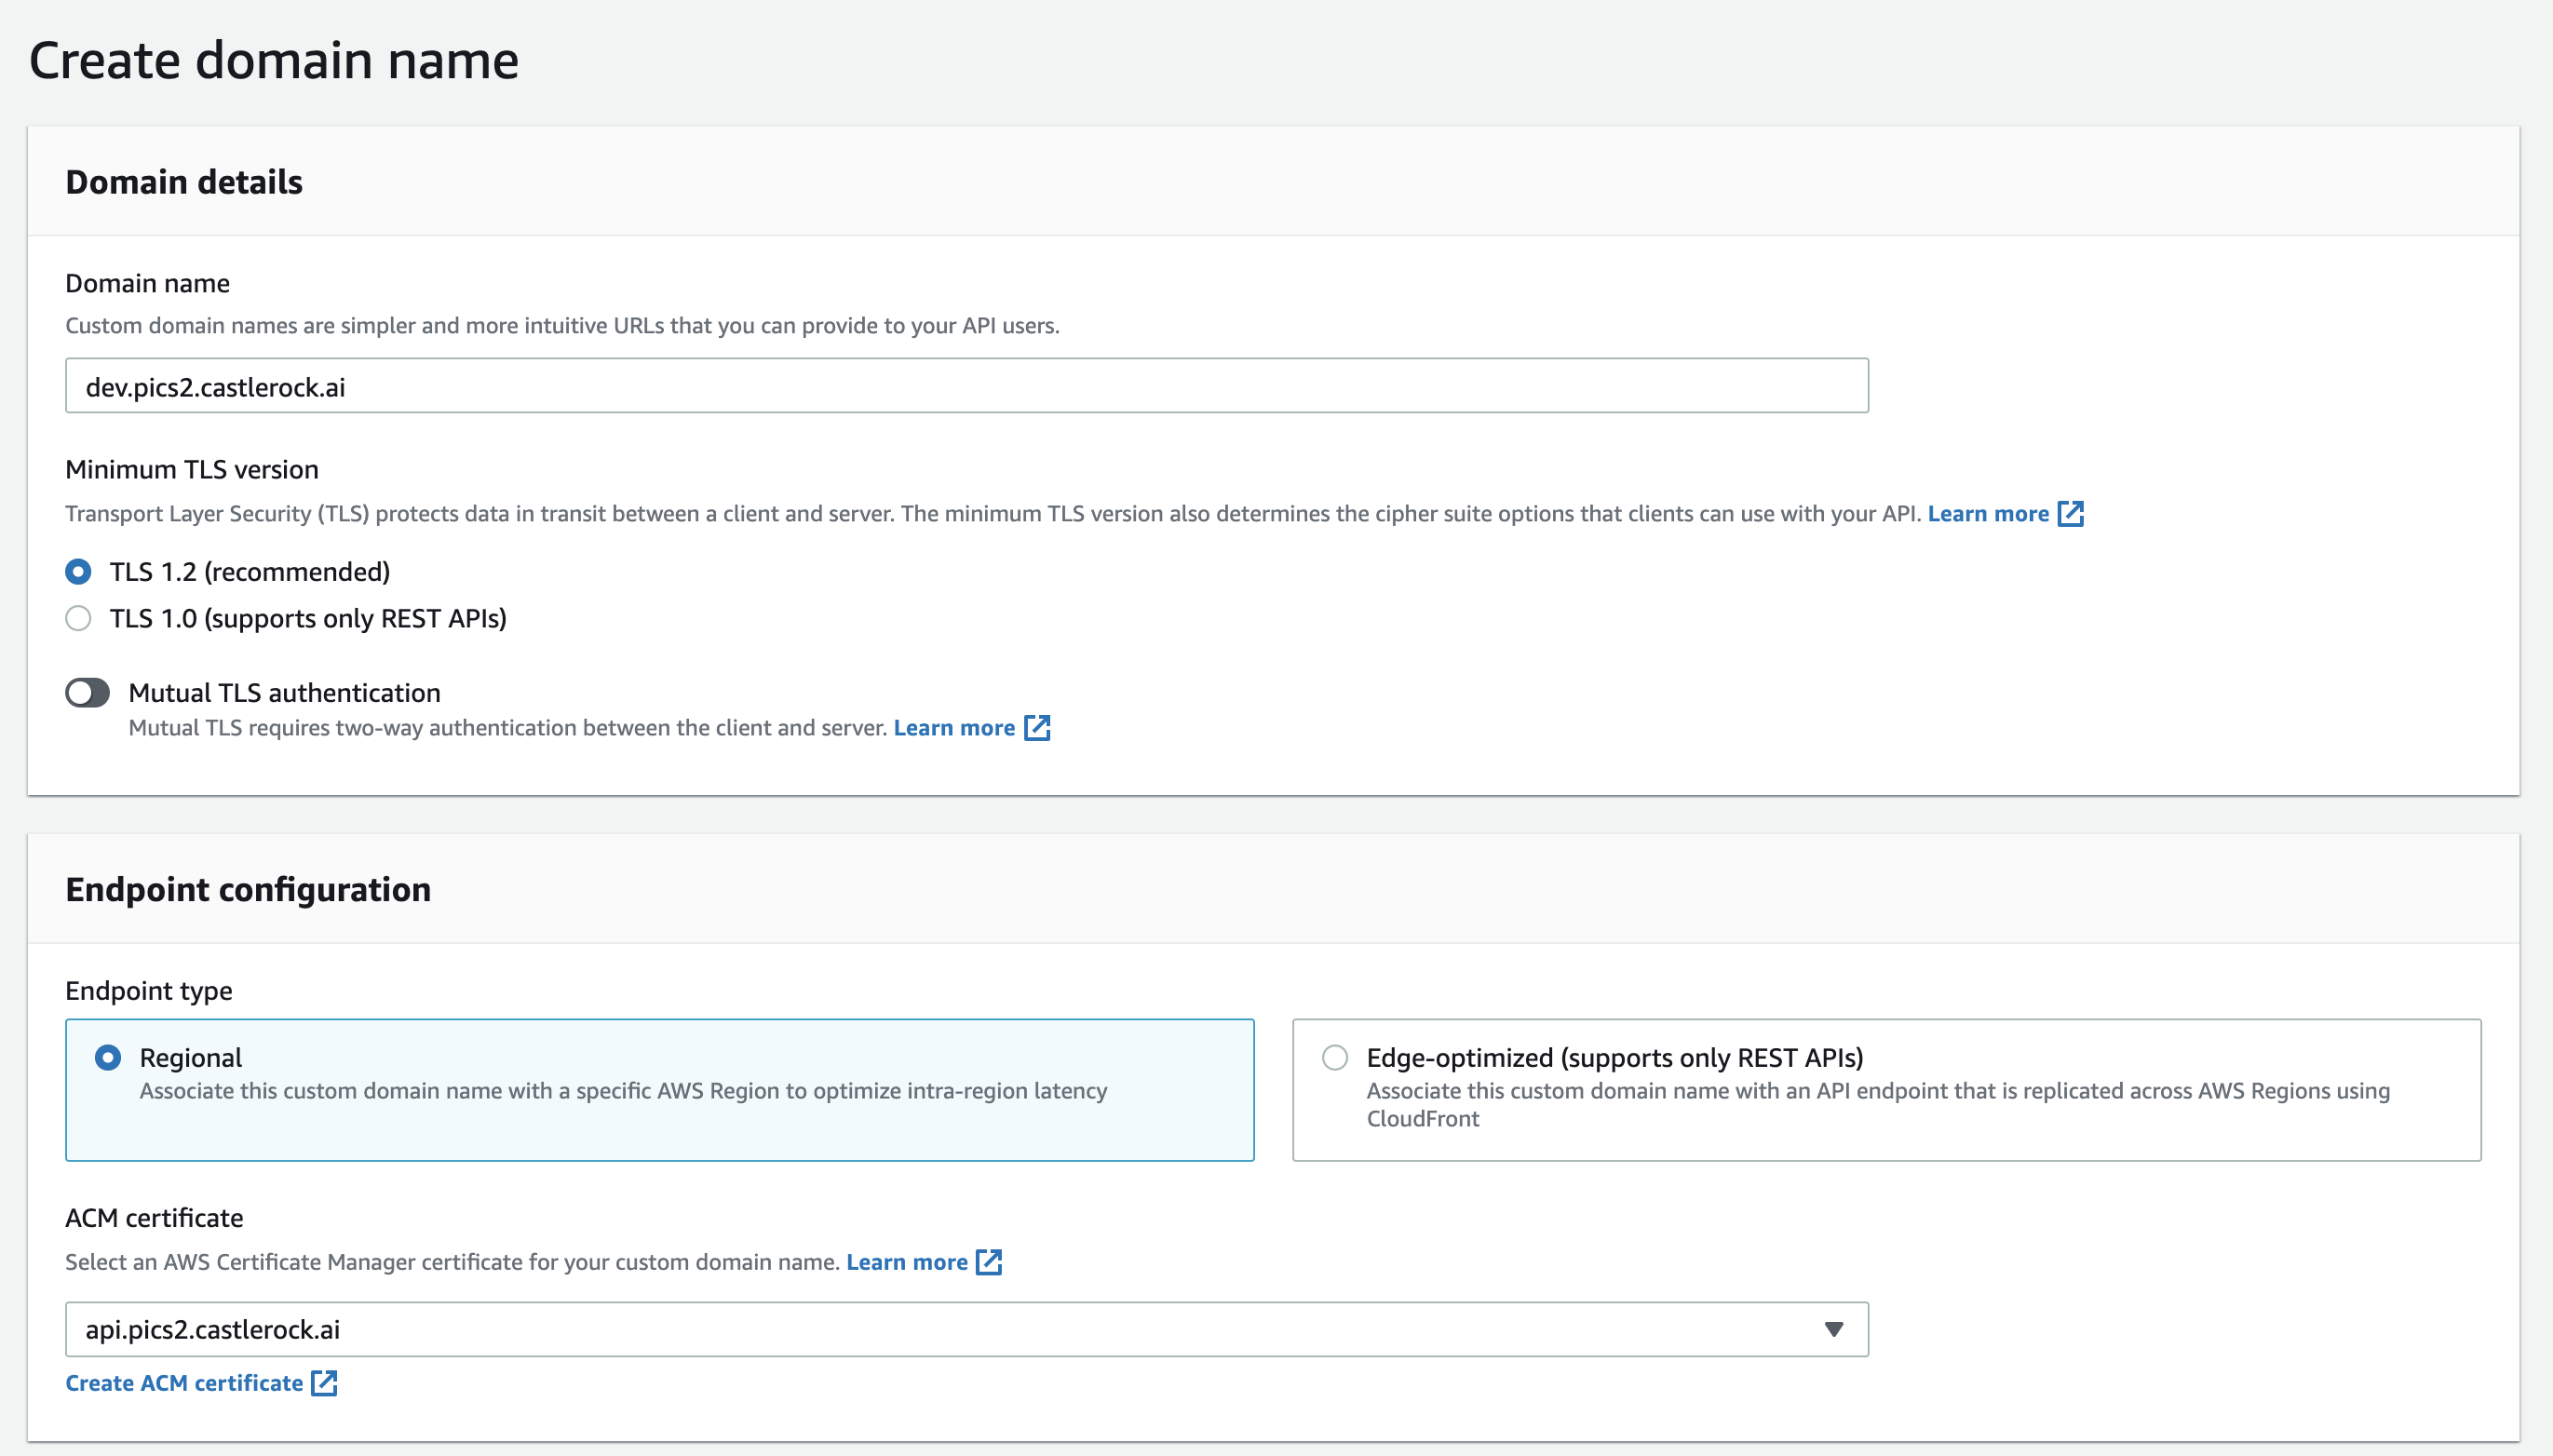 Create domain name
Domain details
Domain name
Custom domain names are simpler and more intuitive URLs that you can provide to your API users.
dev.pics2.castlerock.ai
Minimum TLS version
Transport Layer Security (TLS) protects data in transit between a client and server. The minimum TLS version also determines the cipher suite options that clients can use with your API. Learn more
TLS 1.2 (recommended)
TLS 1.0 (supports only REST APIs)
Mutual TLS authentication
Mutual TLS requires two-way authentication between the client and server. Learn more
Endpoint configuration
Endpoint type
Regional
Associate this custom domain name with a specific AWS Region to optimize intra-region latency
Edge-optimized (supports only REST APIs)
Associate this custom domain name with an API endpoint that is replicated across AWS Regions using
CloudFront
ACM certificate
Select an AWS Certificate Manager certificate for your custom domain name. Learn more
api.pics2.castlerock.ai
Create ACM certificate